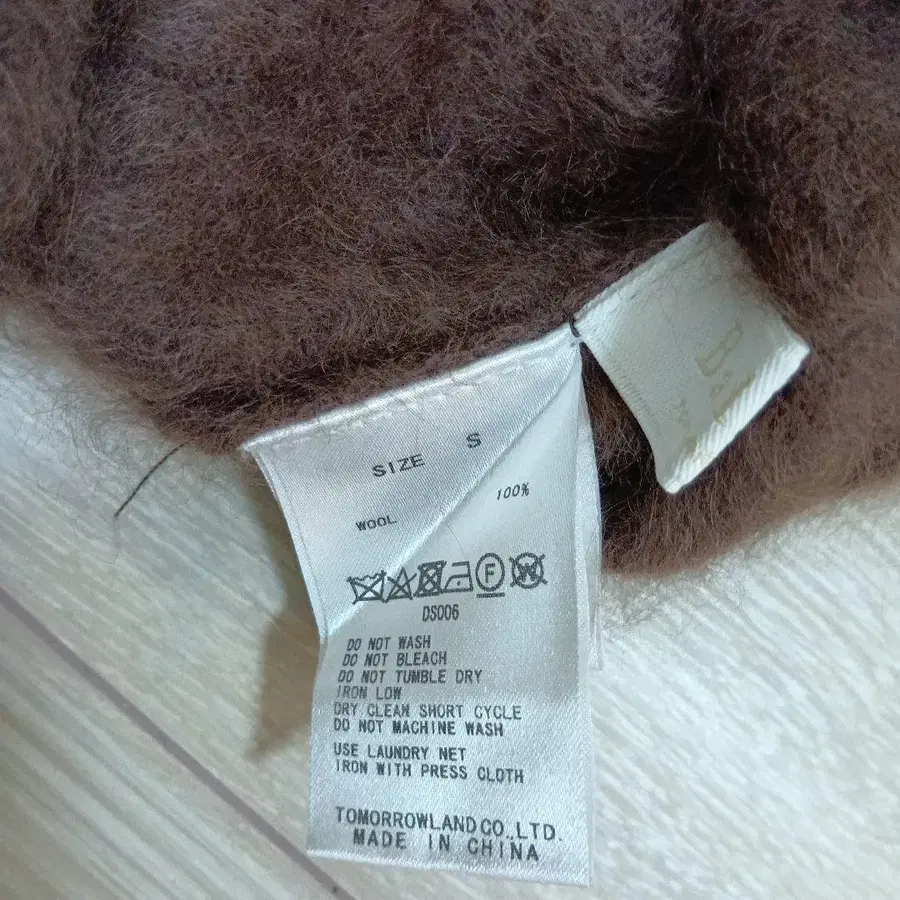 SIZE S
WOOL 100%
F W
DS006
DO NOT WASH
DO NOT BLEACH
DO NOT TUMBLE DRY
IRON LOW
DRY CLEAN SHORT CYCLE
DO NOT MACHINE WASH
USE LAUNDRY NET
IRON WITH PRESS CLOTH
TOMORROWLAND CO.,LTD.
MADE IN CHINA